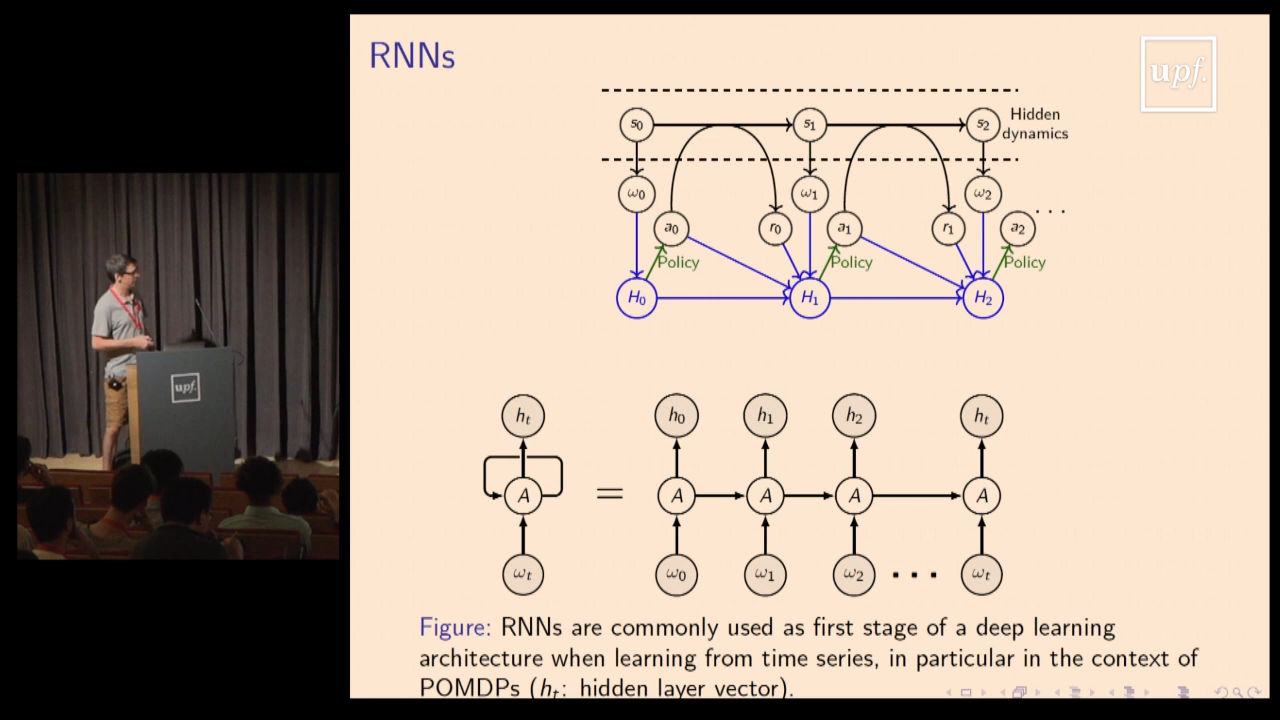 RNNs
upf.
s0 s1 s2 Hidden
dynamics
ω0 ω1 ω2
a0 r0 a1 r1 a2 ...
Policy Policy Policy
H0 H1 H2
ht h0 h1 h2 ht
A = A A A A
ωt ω0 ω1 ω2 ... ωt
Figure: RNNs are commonly used as first stage of a deep learning
architecture when learning from time series, in particular in the context of
POMDPs (ht: hidden layer vector).
upf.